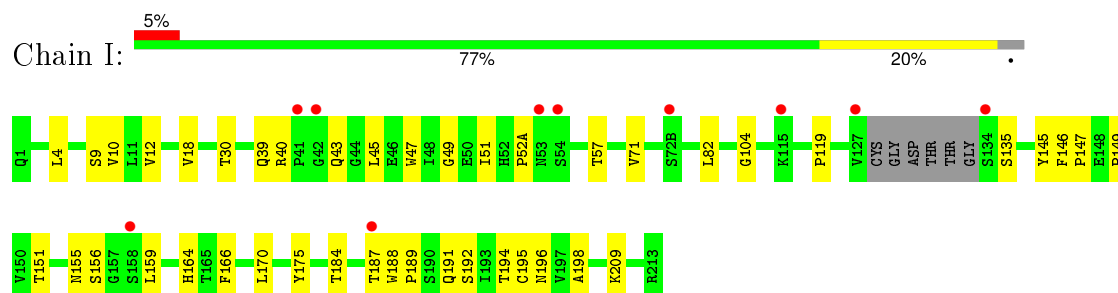 5%
Chain I:
77%
20%
•
Q1 L4 S9 V10 L11 V12 V18 T30 Q39 R40 P41 G42 Q43 G44 L45 E46 W47 I48 G49 E50 I51 H52 P52A N53 S54 T57 V71 S72B L82 G104 K115 P119 V127 CYS GLY ASP THR THR GLY S134 S135 Y145 F146 P147 E148 P149
V150 T151 N155 S156 G157 S158 L159 H164 T165 F166 L170 Y175 T184 T187 W188 P189 S190 Q191 S192 I193 T194 C195 N196 V197 A198 K209 R213